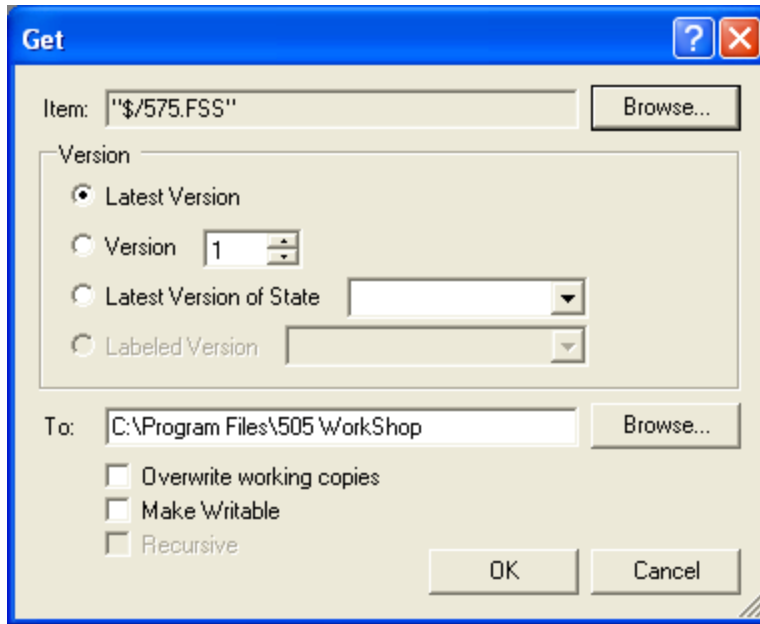 Get
Item: "$/575.FSS" Browse...
Version
Latest Version
Version 1
Latest Version of State
Labeled Version
To: C:\Program Files\505 WorkShop Browse...
Overwrite working copies
Make Writable
Recursive
OK Cancel